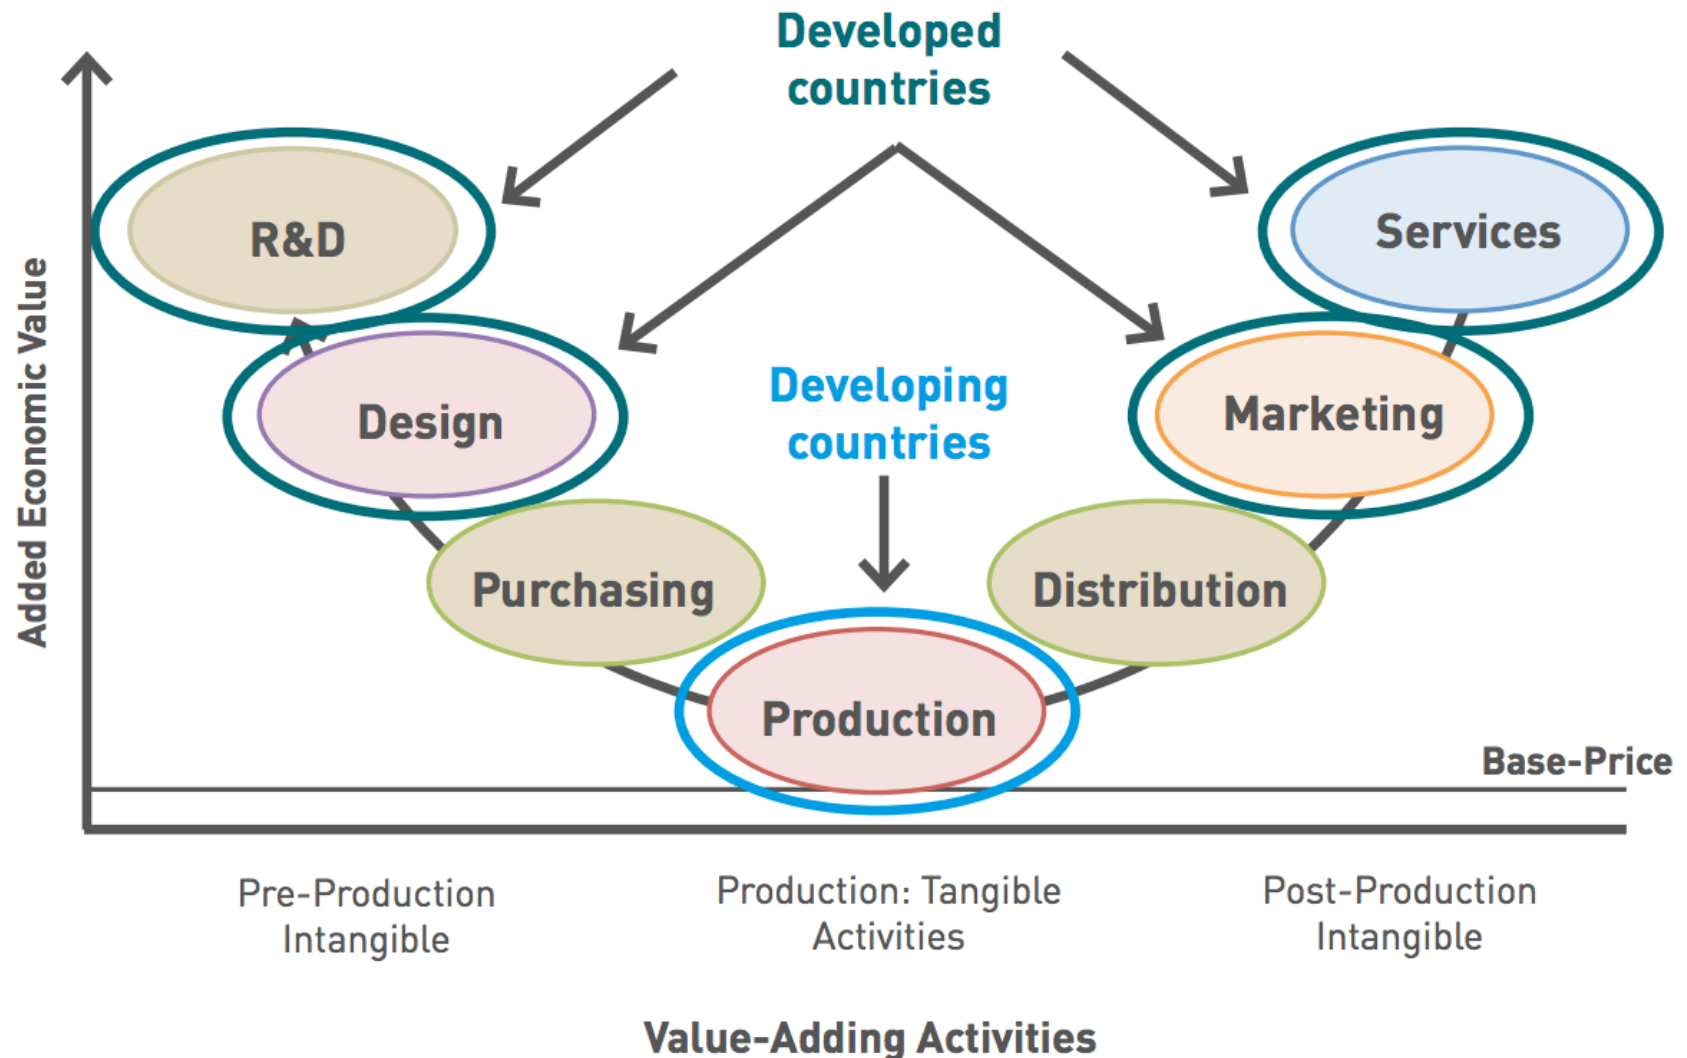 Developed
countries
Added Economic Value
R&D
Services
Design
Developing
countries
Marketing
Purchasing
Distribution
Production
Base-Price
Pre-Production
Intangible
Production: Tangible
Activities
Post-Production
Intangible
Value-Adding Activities